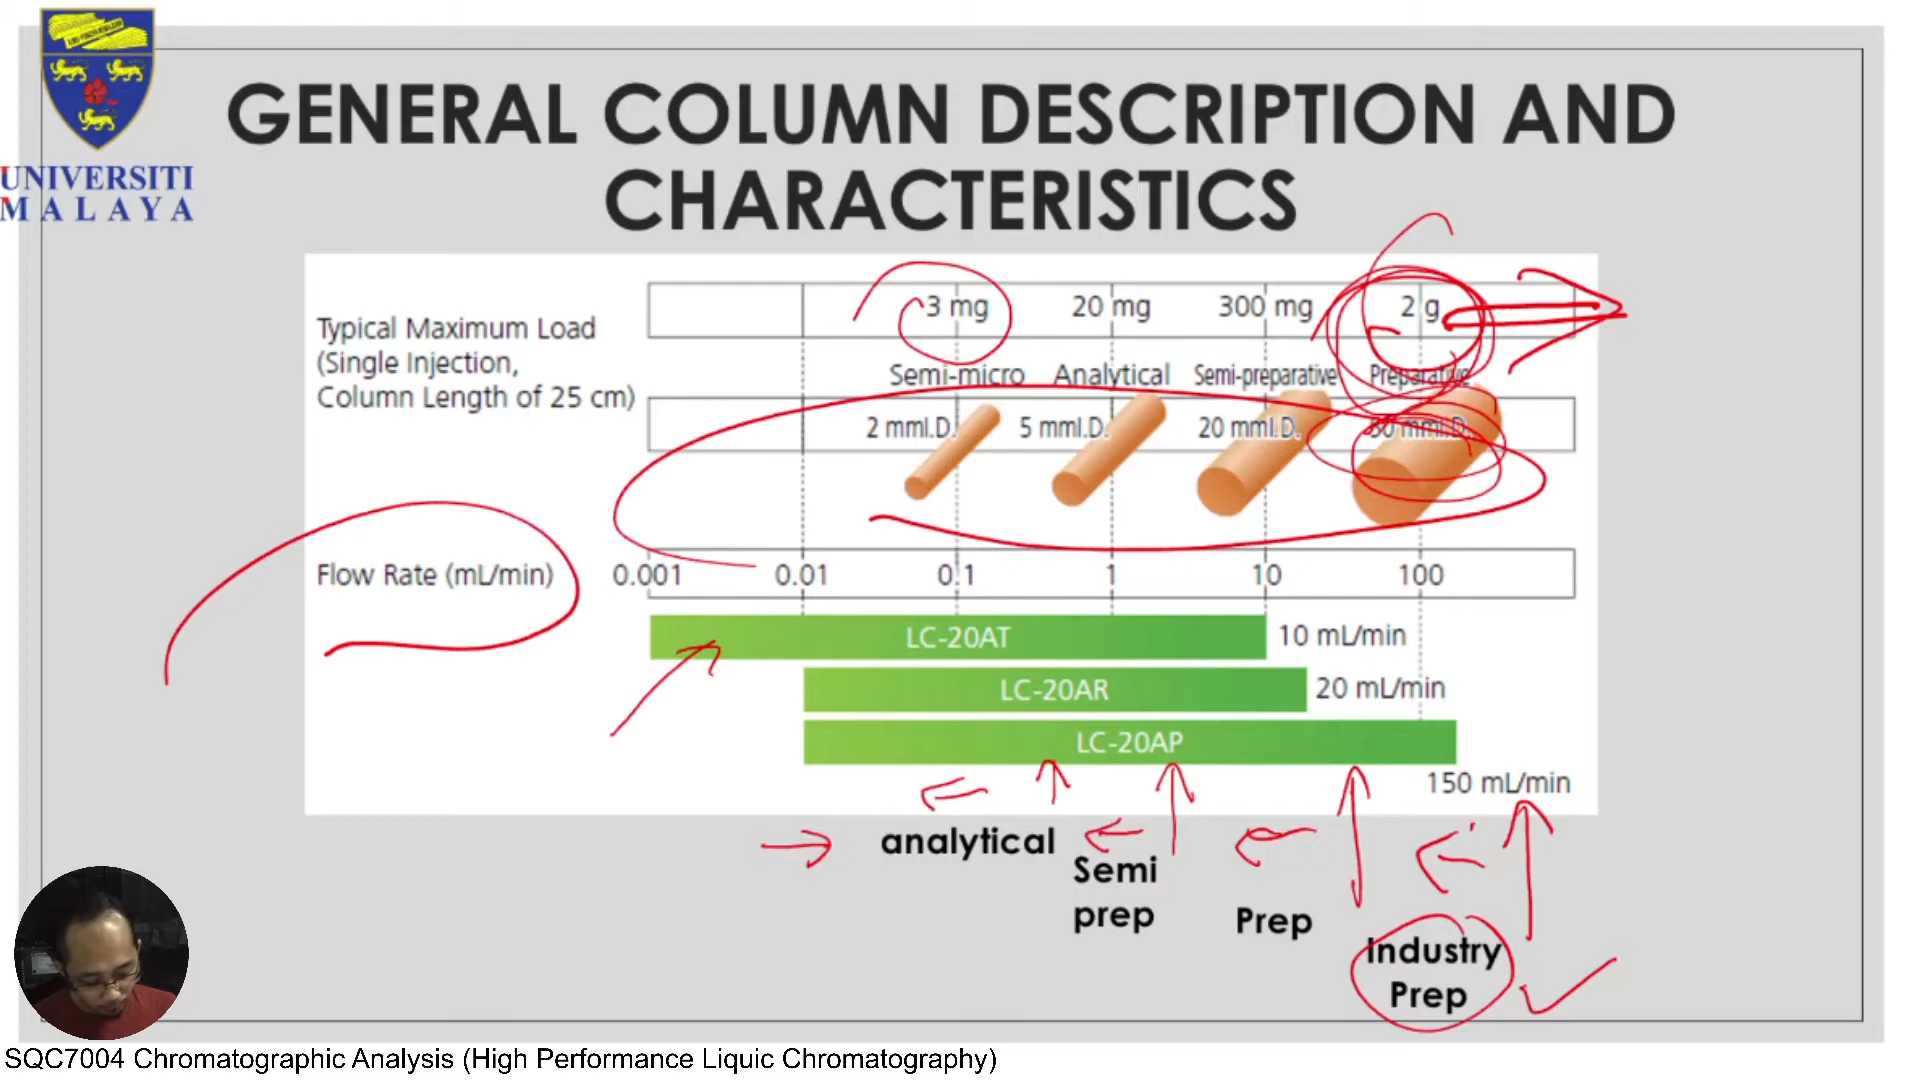 UNIVERSITI
MALAYA
GENERAL COLUMN DESCRIPTION AND
CHARACTERISTICS
Typical Maximum Load
(Single Injection,
Column Length of 25 cm)
3 mg 20 mg 300 mg 2 g
Semi-micro Analytical Semi-preparative Preparative
2 mmI.D. 5 mmI.D. 20 mmI.D. mmI.D.
Flow Rate (mL/min) 0.001 0.01 0.1 1 10 100
LC-20AT 10 mL/min
LC-20AR 20 mL/min
LC-20AP
150 mL/min
analytical
Semi
prep
Prep
Industry
Prep
SQC7004 Chromatographic Analysis (High Performance Liquic Chromatography)